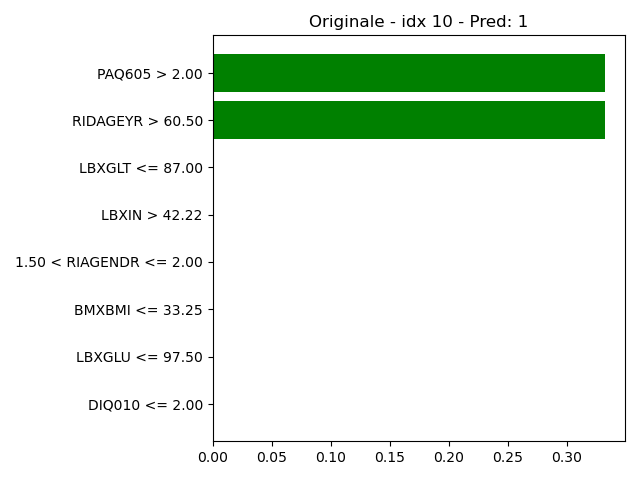 Originale - idx 10 - Pred: 1
PAQ605 > 2.00
RIDAGEYR > 60.50
LBXGLT <= 87.00
LBXIN > 42.22
1.50 < RIAGENDR <= 2.00
BMXBMI <= 33.25
LBXGLU <= 97.50
DIQ010 <= 2.00
0.00 0.05 0.10 0.15 0.20 0.25 0.30